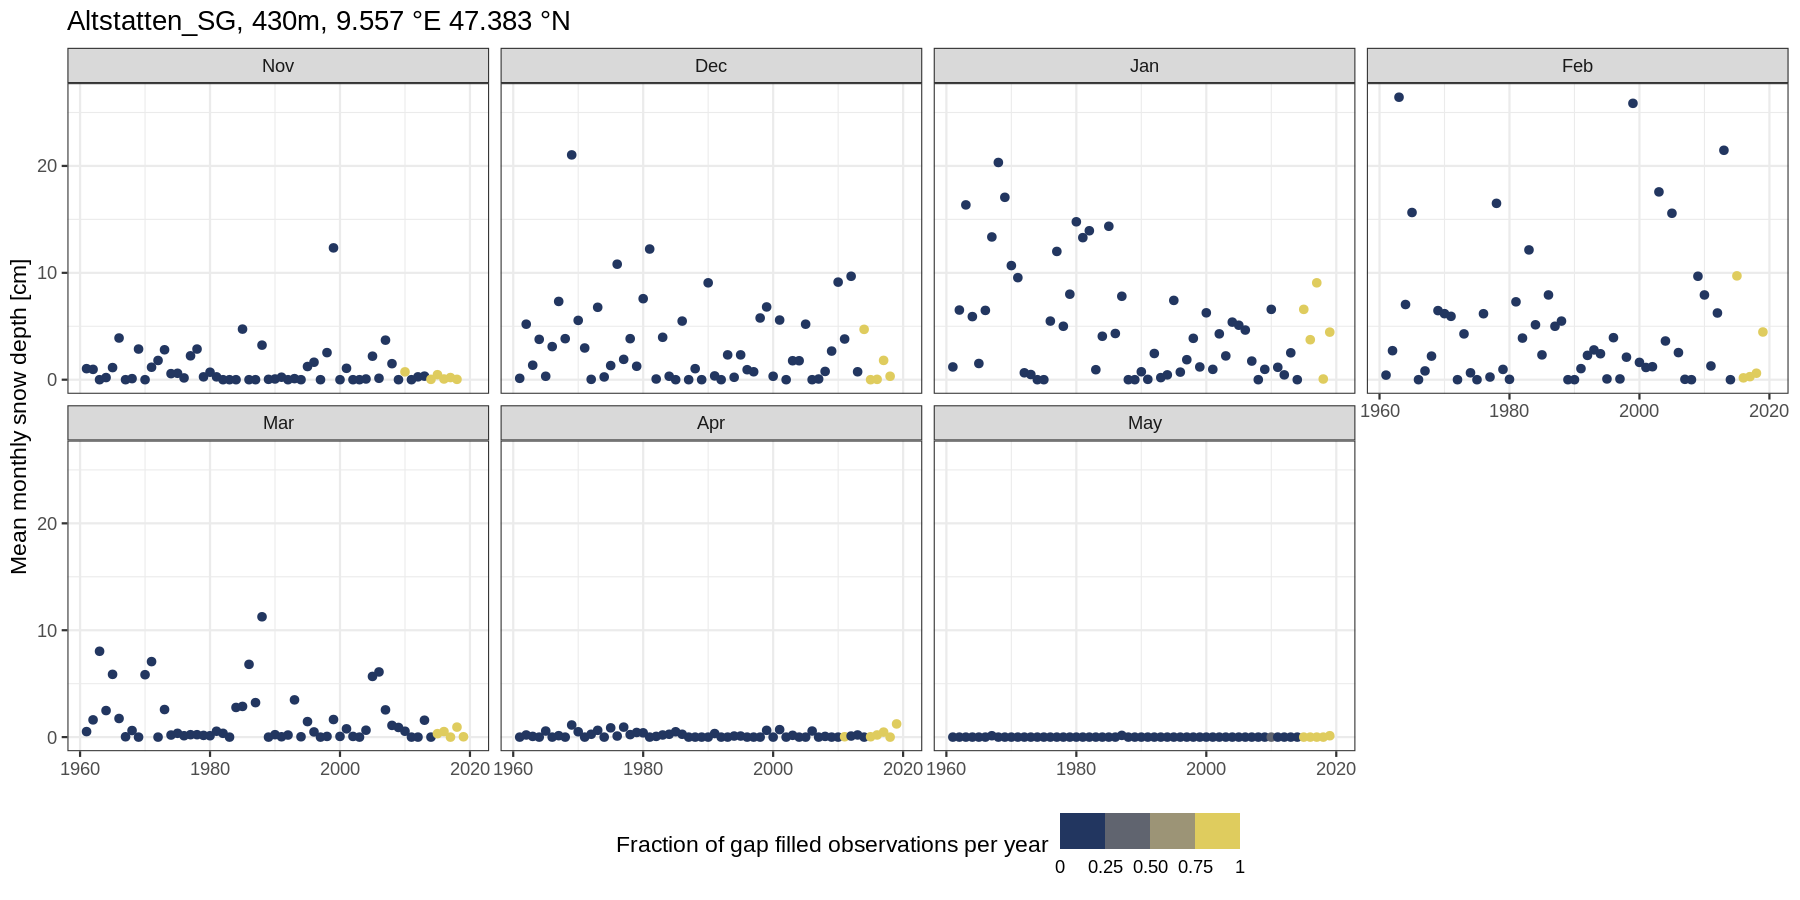 Altstatten_SG, 430m, 9.557 °E 47.383 °N
Nov
Dec
Jan
Feb
20
10
0
1960 1980 2000 2020
Mar
Apr
May
20
10
0
1960 1980 2000 2020 1960 1980 2000 2020 1960 1980 2000 2020
Mean monthly snow depth [cm]
Fraction of gap filled observations per year
0 0.25 0.50 0.75 1